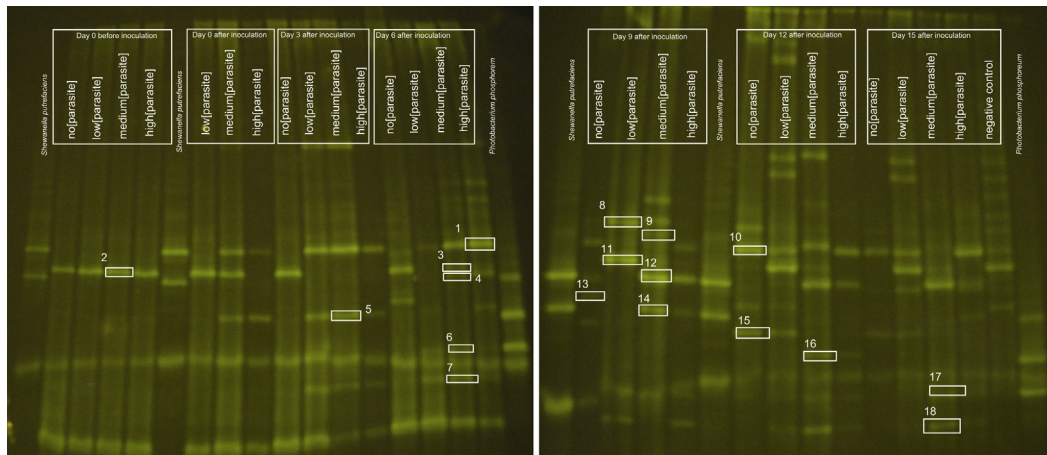 Day 0 before inoculation
Day 0 after inoculation
Day 3 after inoculation
Day 6 after inoculation
Shewanella putrefaciens
no[parasite]
low[parasite]
medium[parasite]
high[parasite]
Shewanella putrefaciens
low[parasite]
medium[parasite]
high[parasite]
no[parasite]
low[parasite]
medium[parasite]
high[parasite]
no[parasite]
low[parasite]
medium[parasite]
high[parasite]
Photobacterium phosphoreum
1
2
3
4
5
6
7
Day 9 after inoculation
Day 12 after inoculation
Day 15 after inoculation
Shewanella putrefaciens
no[parasite]
low[parasite]
medium[parasite]
high[parasite]
Shewanella putrefaciens
no[parasite]
low[parasite]
medium[parasite]
high[parasite]
no[parasite]
low[parasite]
medium[parasite]
high[parasite]
negative control
Photobacterium phosphoreum
8
9
10
11
12
13
14
15
16
17
18